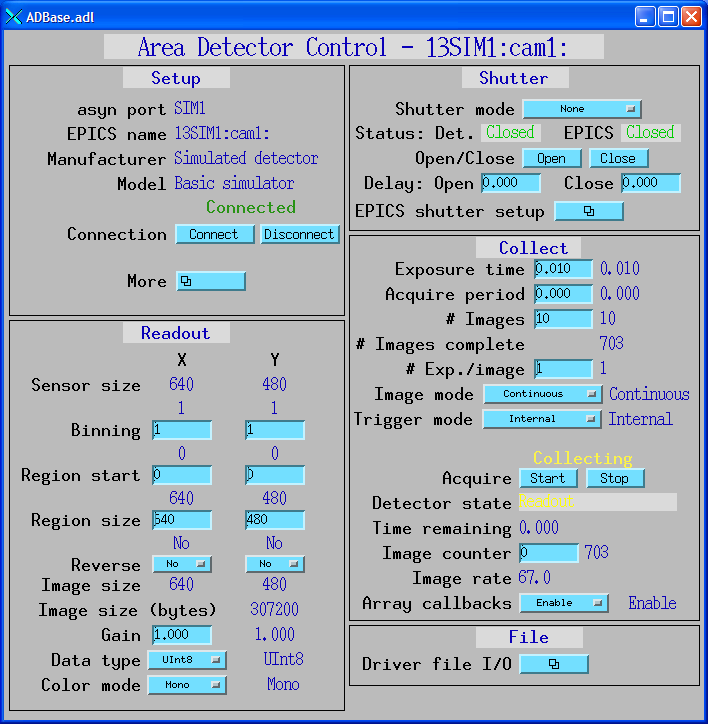 ADBase.adl
Area Detector Control - 13SIM1:cam1:
Setup
asyn port SIM1
EPICS name 13SIM1:cam1:
Manufacturer Simulated detector
Model Basic simulator
Connected
Connection Connect Disconnect
More
Readout
X Y
Sensor size 640 480
1 1
Binning 1 1
0 0
Region start 0 0
640 480
Region size 640 480
No No
Reverse No No
Image size 640 480
Image size (bytes) 307200
Gain 1.000 1.000
Data type UInt8 UInt8
Color mode Mono Mono
Shutter
Shutter mode None
Status: Det. Closed EPICS Closed
Open/Close Open Close
Delay: Open 0.000 Close 0.000
EPICS shutter setup
Collect
Exposure time 0.010 0.010
Acquire period 0.000 0.000
# Images 10 10
# Images complete 703
# Exp./image 1 1
Image mode Continuous Continuous
Trigger mode Internal Internal
Collecting
Acquire Start Stop
Detector state
Time remaining 0.000
Image counter 0 703
Image rate 67.0
Array callbacks Enable Enable
File
Driver file I/O